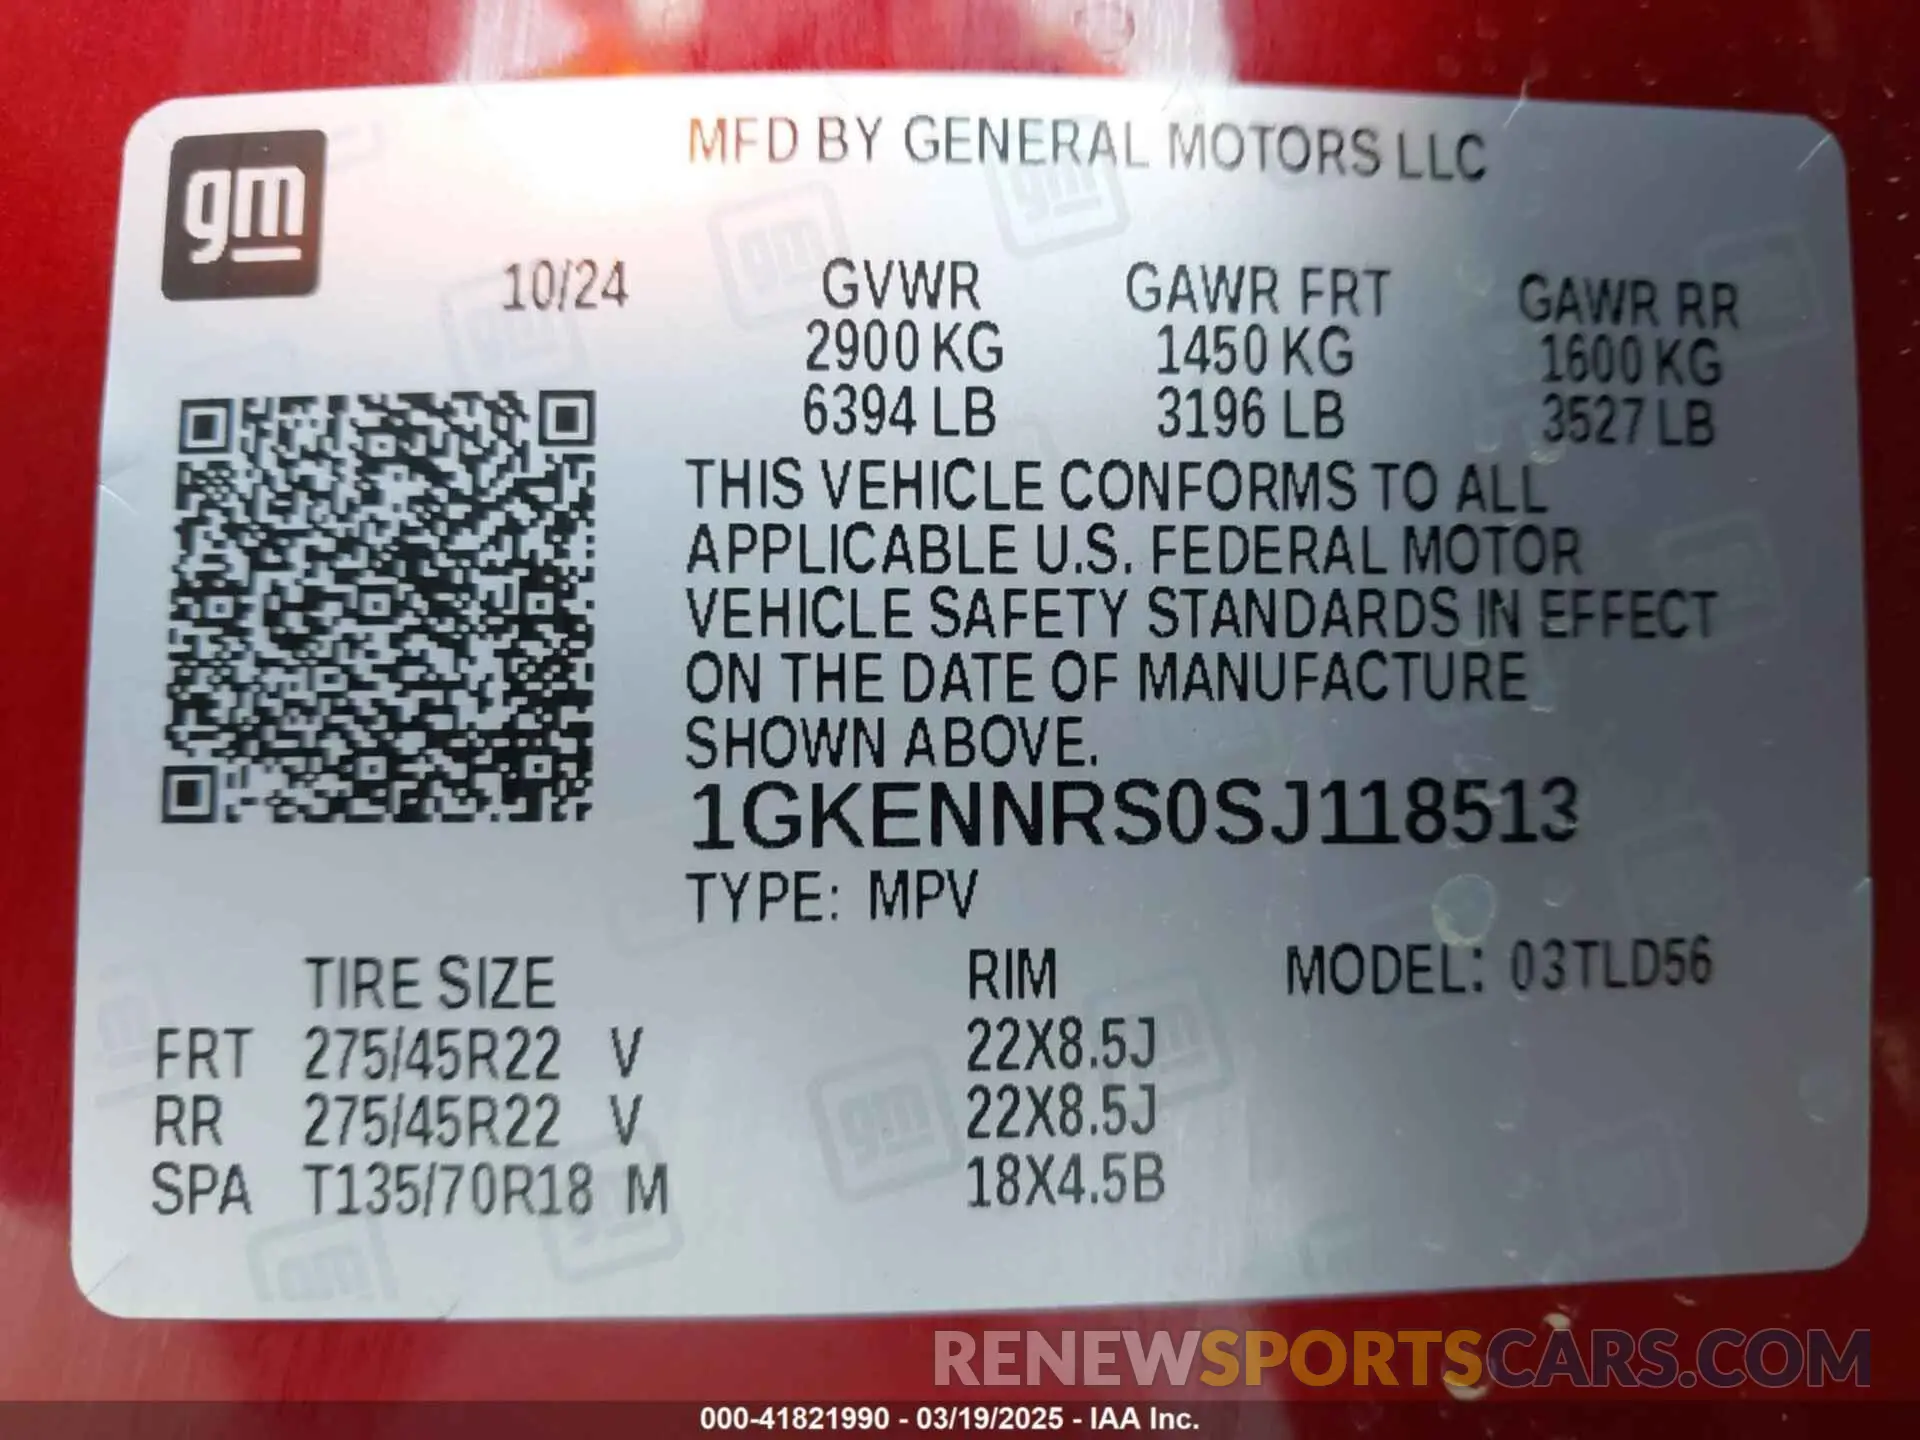 MFD BY GENERAL MOTORS LLC
gm
10/24 GVWR GAWR FRT GAWR RR
2900 KG 1450 KG 1600 KG
6394 LB 3196 LB 3527 LB
THIS VEHICLE CONFORMS TO ALL
APPLICABLE U.S. FEDERAL MOTOR
VEHICLE SAFETY STANDARDS IN EFFECT
ON THE DATE OF MANUFACTURE
SHOWN ABOVE.
1GKENNRS0SJ118513
TYPE: MPV
TIRE SIZE RIM MODEL: 03TLD56
FRT 275/45R22 V 22X8.5J
RR 275/45R22 V 22X8.5J
SPA T135/70R18 M 18X4.5B
RENEWSPORTSCARS.COM
000-41821990 - 03/19/2025 - IAA Inc.